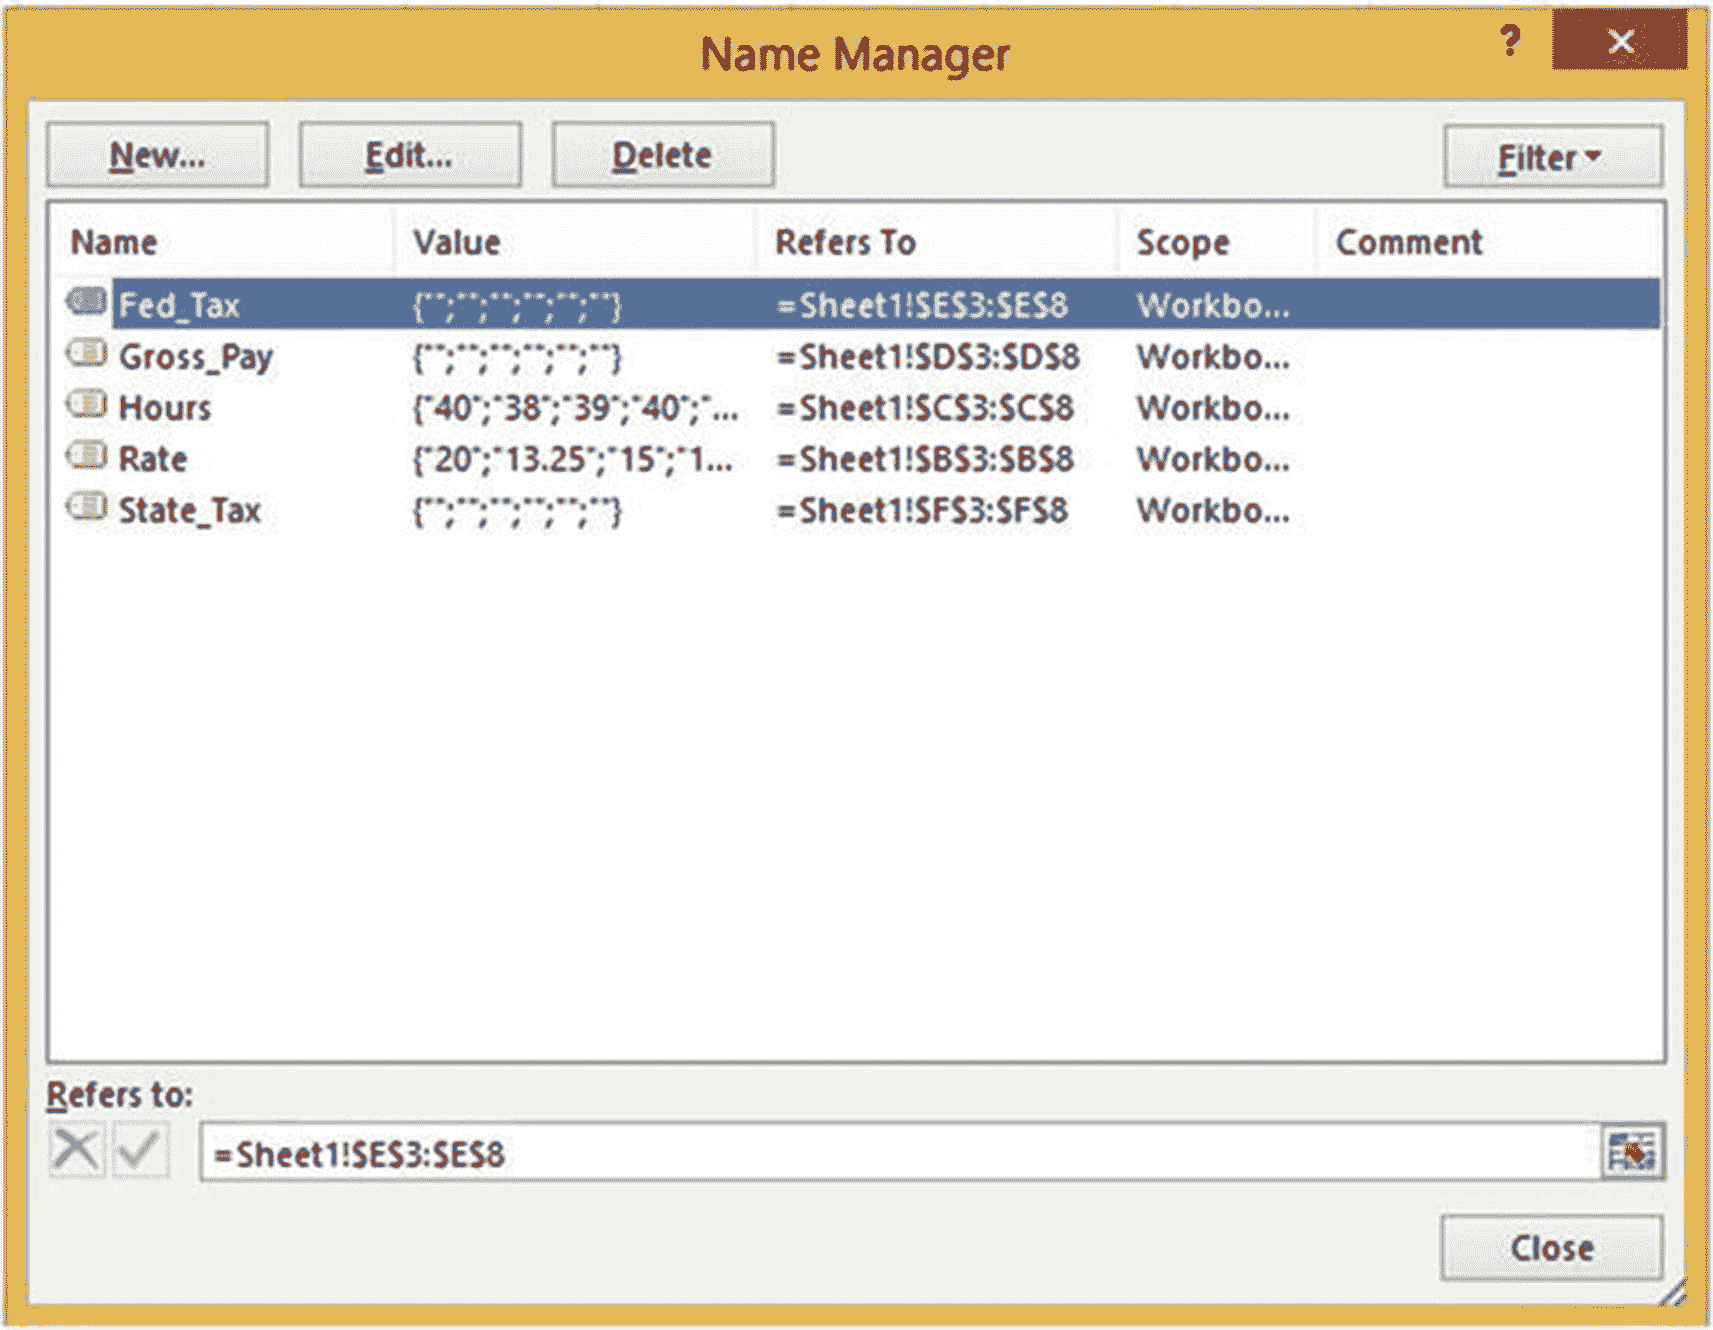 Name Manager
?
New... Edit... Delete Filter
Name Value Refers To Scope Comment
Fed_Tax {"";"";"";"";"";""} =Sheet1!$E$3:$E$8 Workbo...
Gross_Pay {"";"";"";"";"";""} =Sheet1!$D$3:$D$8 Workbo...
Hours {"40";"38";"39";"40";"... =Sheet1!$C$3:$C$8 Workbo...
Rate {"20";"13.25";"15";"1... =Sheet1!$B$3:$B$8 Workbo...
State_Tax {"";"";"";"";"";""} =Sheet1!$F$3:$F$8 Workbo...
Refers to:
=Sheet1!$E$3:$E$8
Close